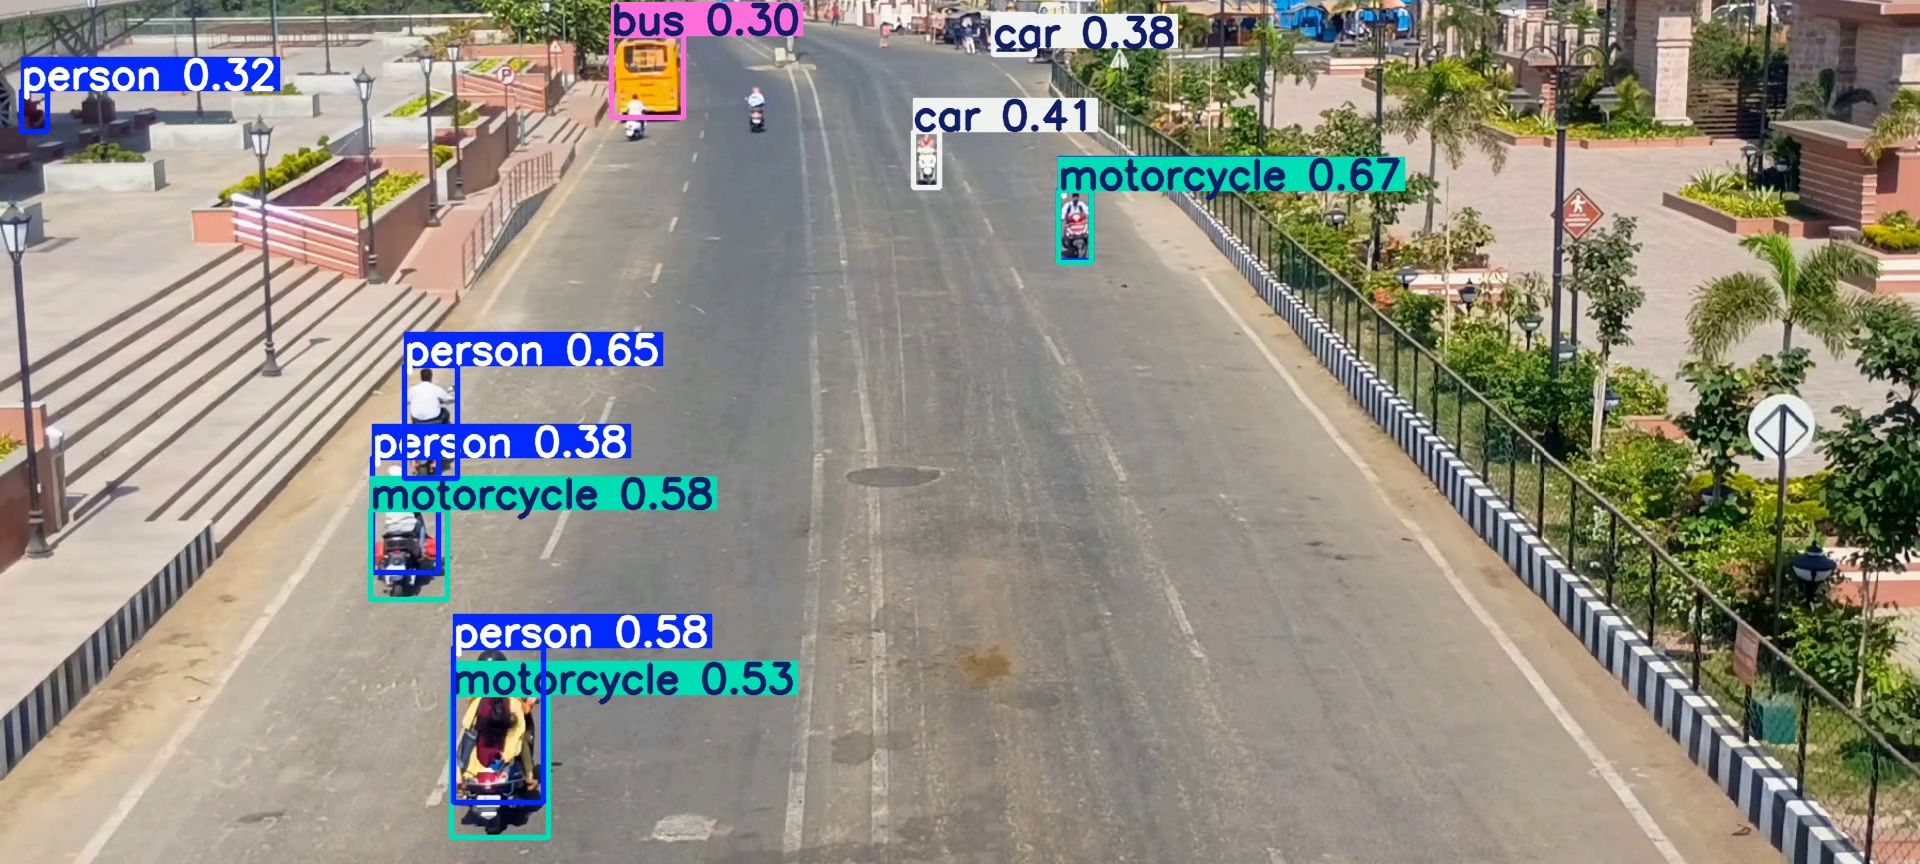 bus 0.30
car 0.38
person 0.32
car 0.41
motorcycle 0.67
person 0.65
person 0.38
motorcycle 0.58
person 0.58
motorcycle 0.53
P